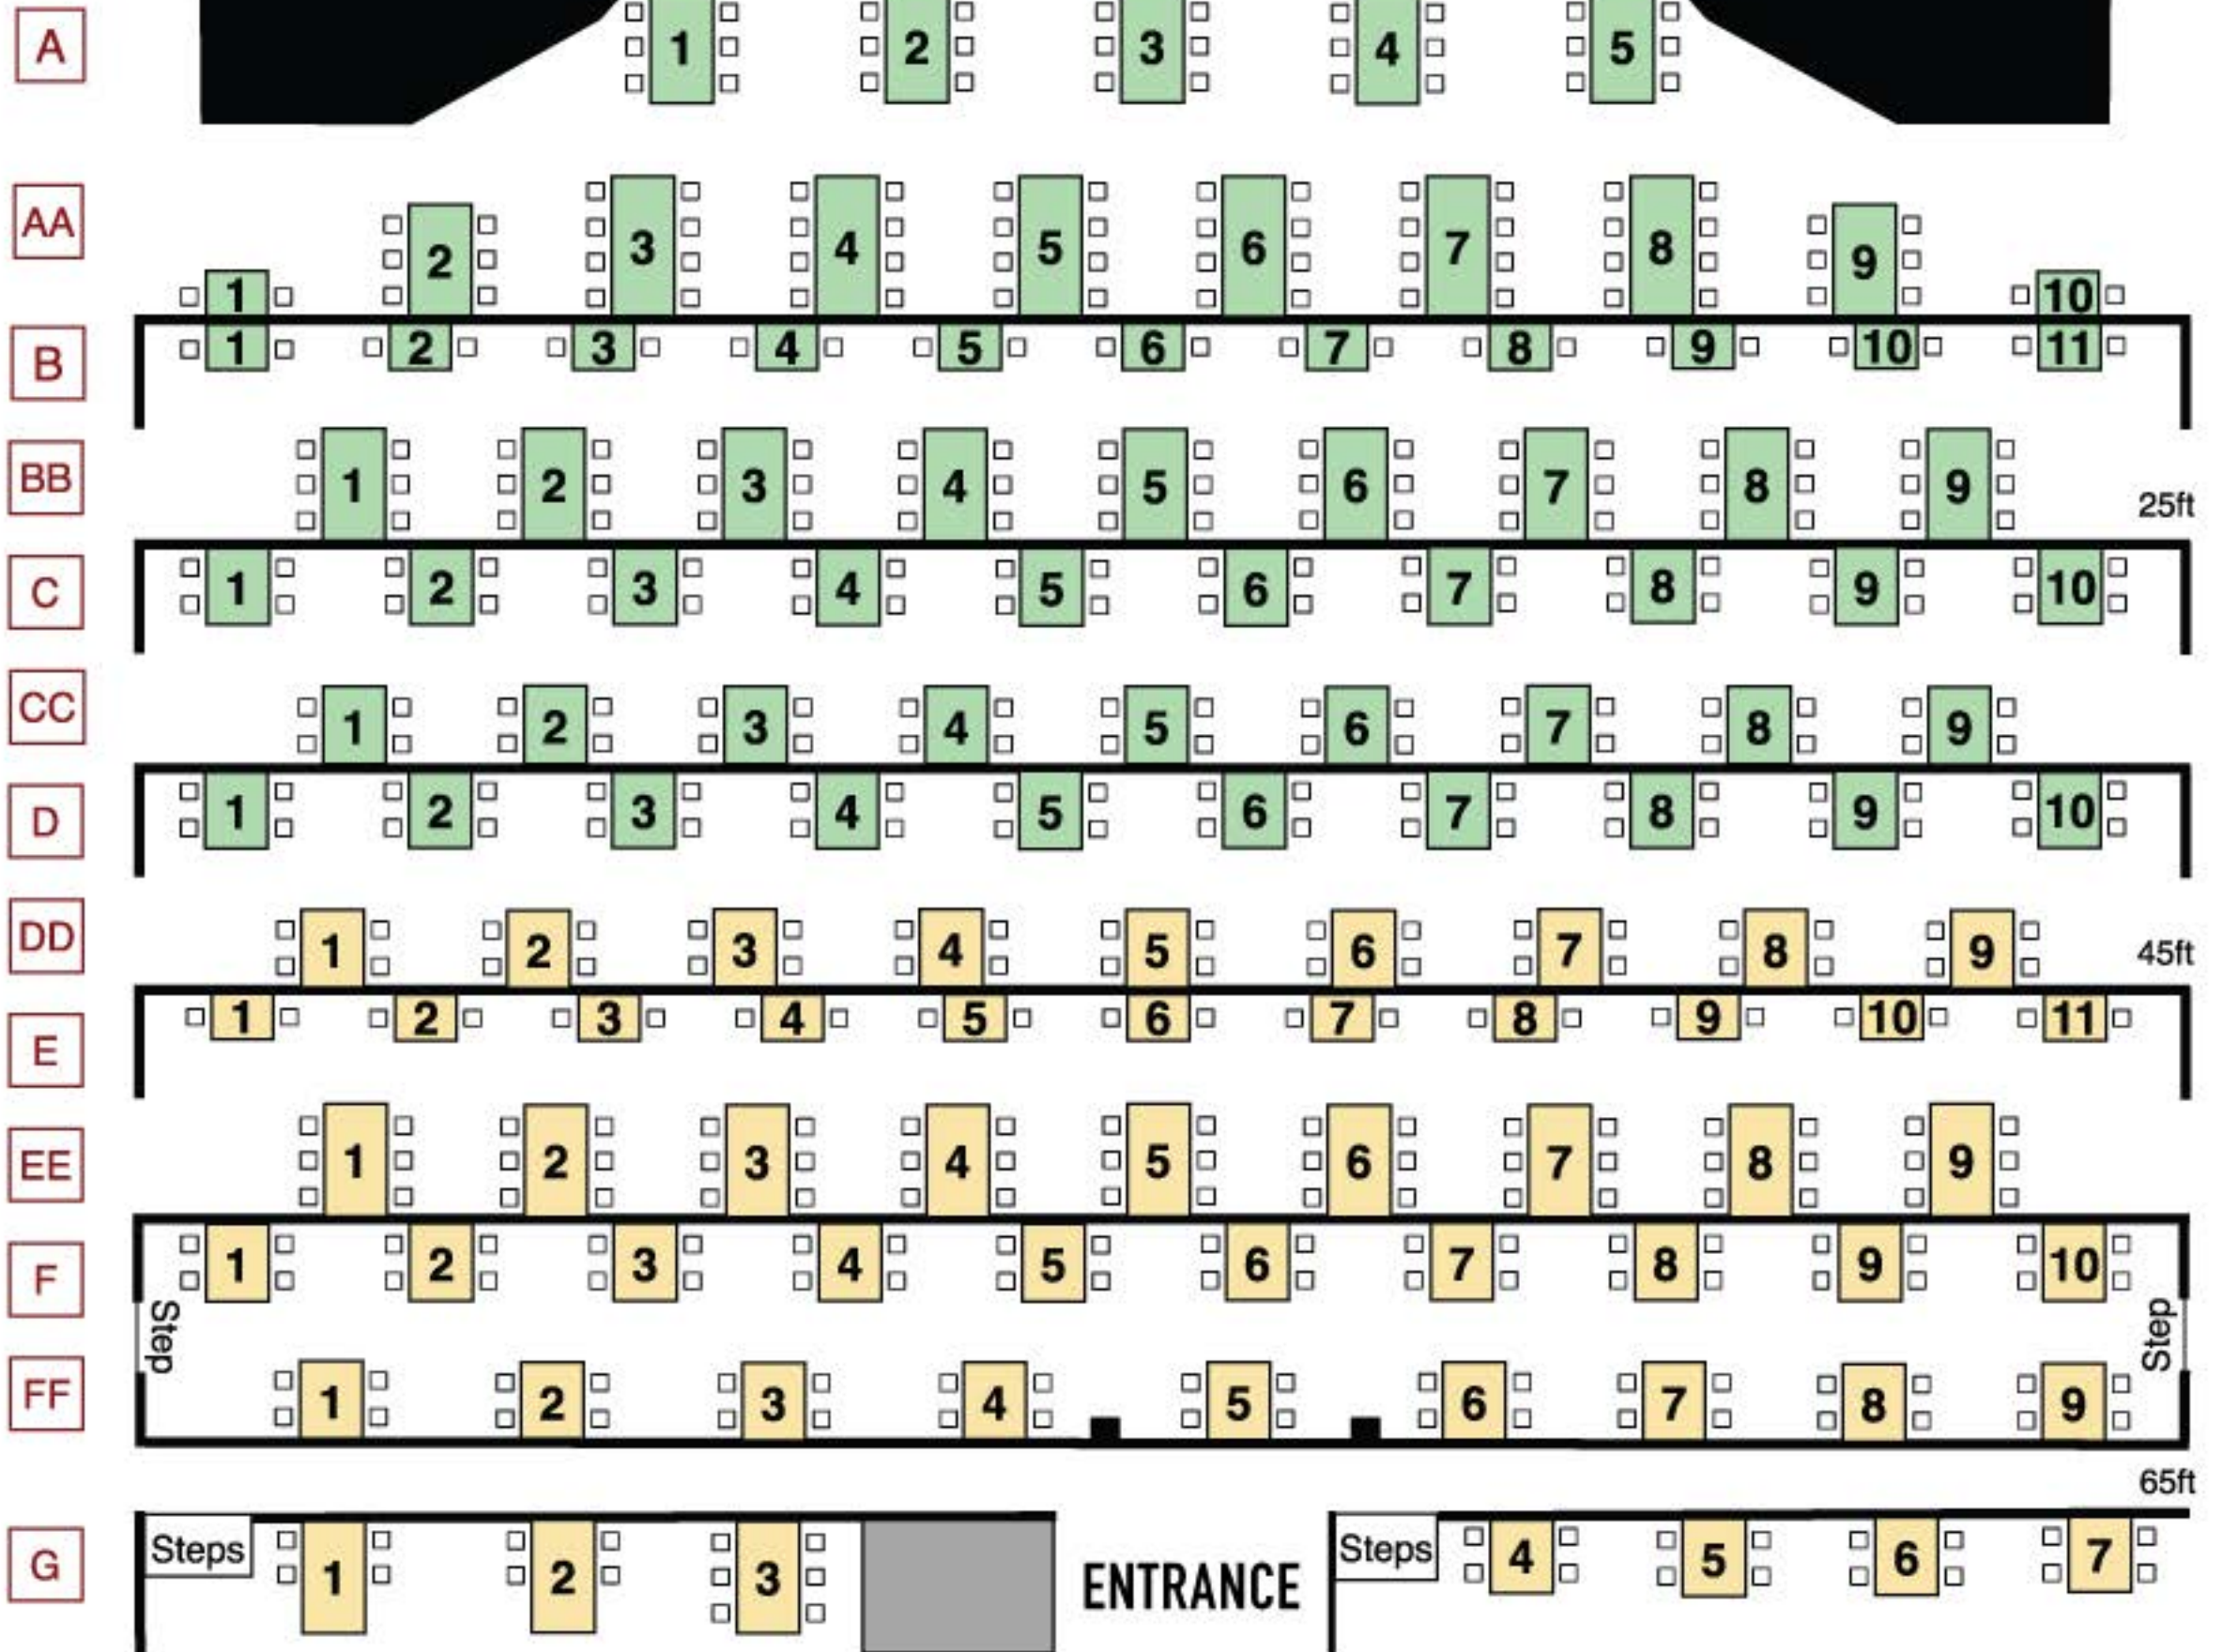 A 1 2 3 4 5
AA 1 2 3 4 5 6 7 8 9 10
B 1 2 3 4 5 6 7 8 9 10 11
BB 1 2 3 4 5 6 7 8 9 25ft
C 1 2 3 4 5 6 7 8 9 10
CC 1 2 3 4 5 6 7 8 9
D 1 2 3 4 5 6 7 8 9 10
DD 1 2 3 4 5 6 7 8 9 45ft
E 1 2 3 4 5 6 7 8 9 10 11
EE 1 2 3 4 5 6 7 8 9
F 1 2 3 4 5 6 7 8 9 10
Step Step
FF 1 2 3 4 5 6 7 8 9
65ft
G Steps 1 2 3 ENTRANCE Steps 4 5 6 7